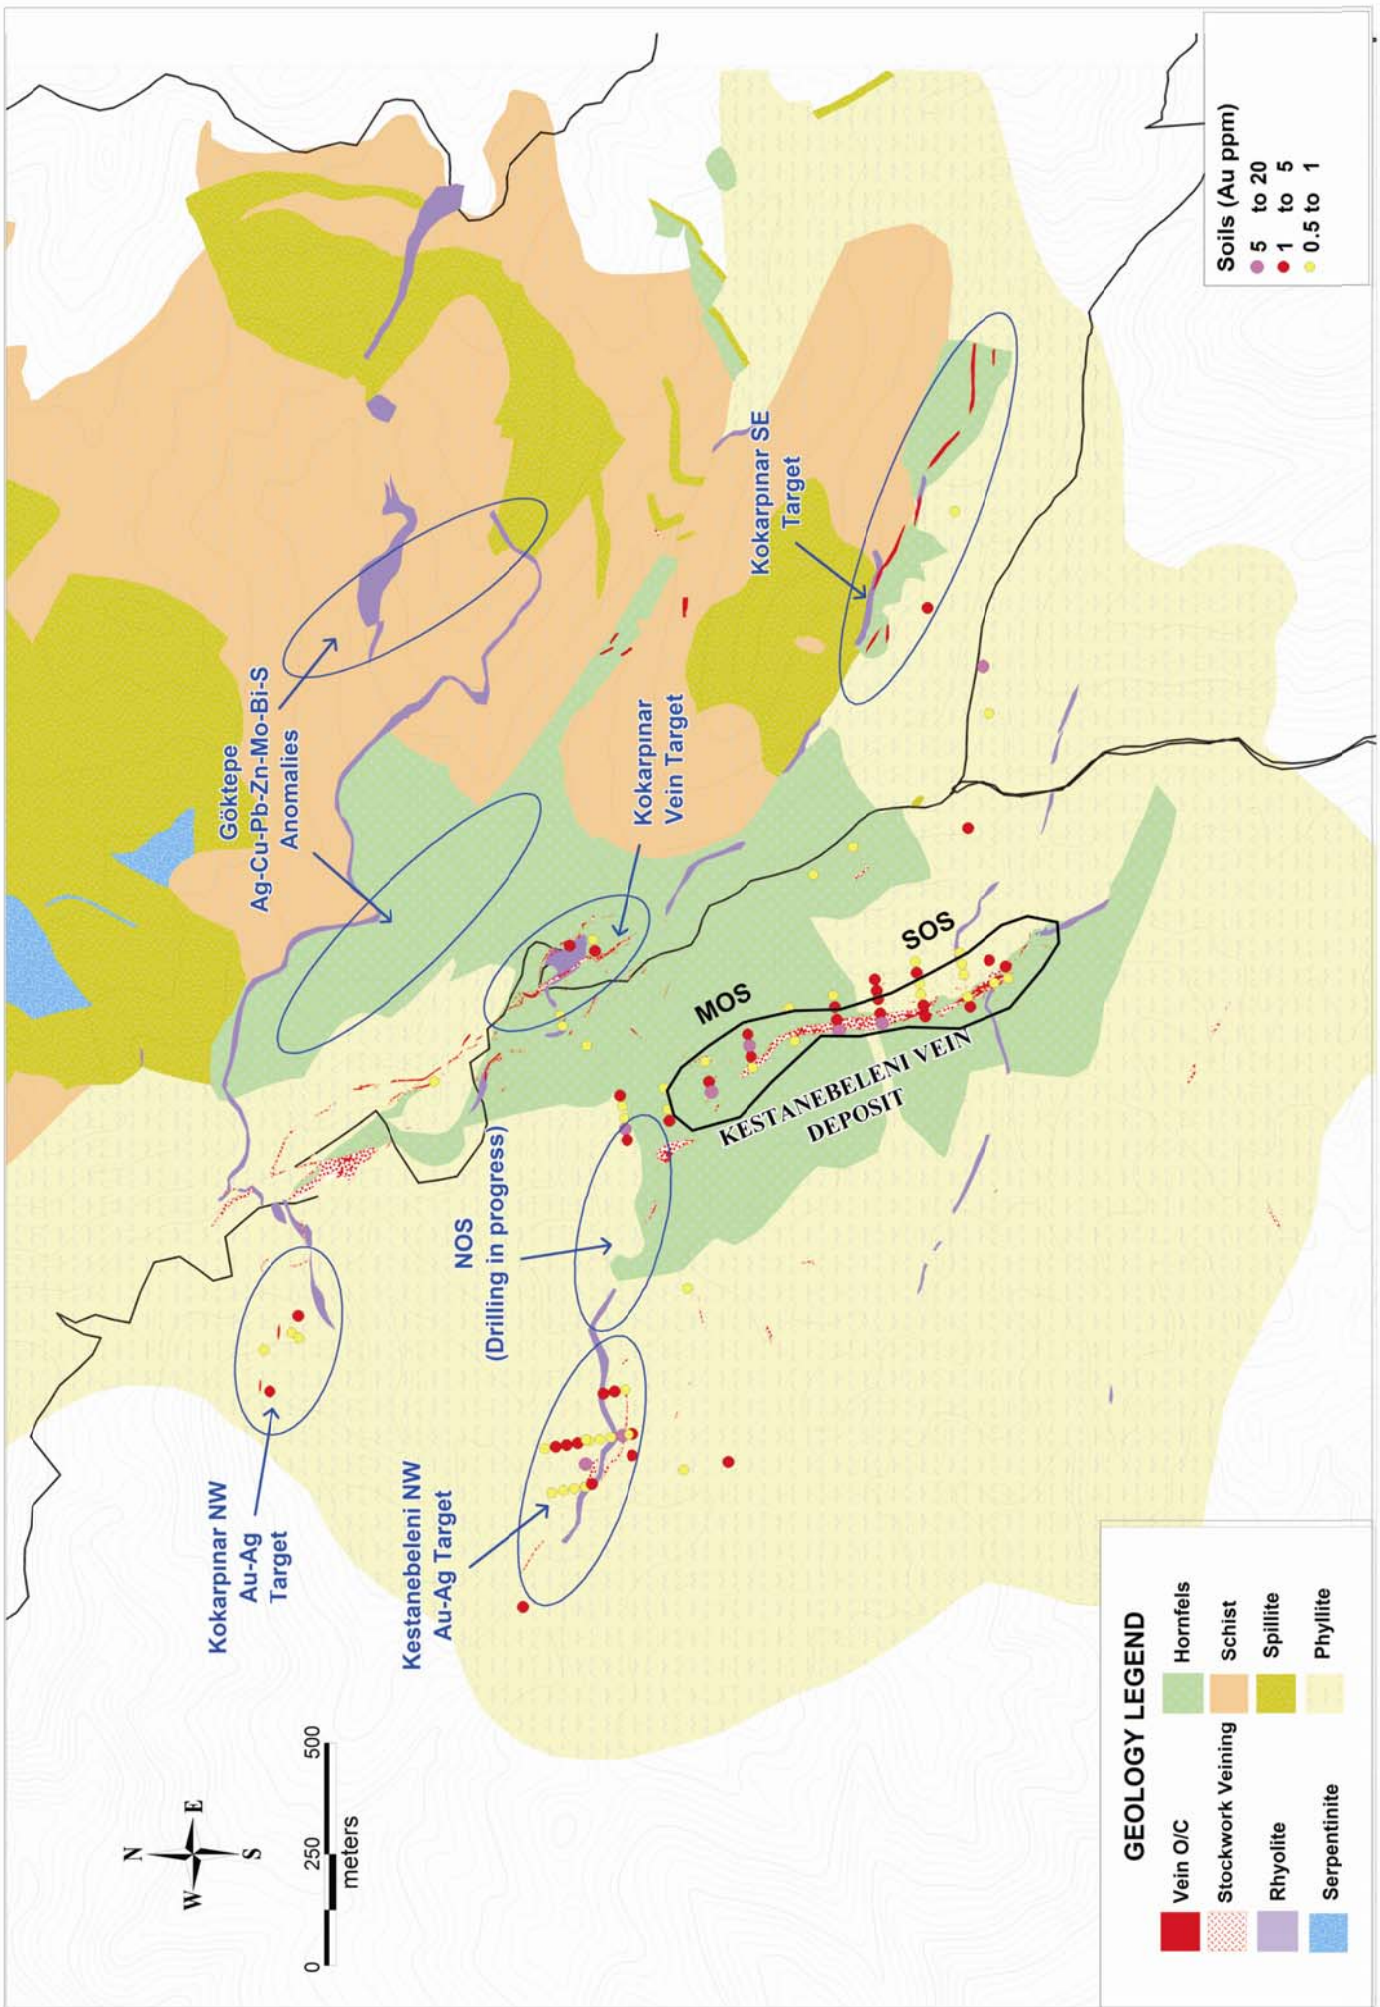 Göktepe
Ag-Cu-Pb-Zn-Mo-Bi-S
Anomalies
Kokarpınar NW
Au-Ag
Target
Kestanebeleni NW
Au-Ag Target
NOS
(Drilling in progress)
Kokarpınar
Vein Target
Kokarpınar SE
Target
MOS
SOS
KESTANEBELENI VEIN
DEPOSIT
N
W E
S
0 250 500
meters
GEOLOGY LEGEND
Vein O/C
Stockwork Veining
Rhyolite
Serpentinite
Hornfels
Schist
Spillite
Phyllite
Soils (Au ppm)
5 to 20
1 to 5
0.5 to 1